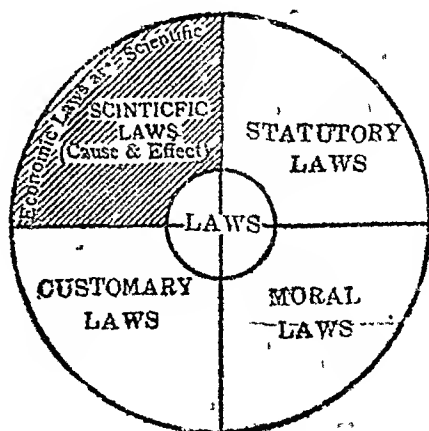 Economic Laws are Scientific
SCINTICFIC
LAWS
(Cause & Effect)
STATUTORY
LAWS
LAWS
CUSTOMARY
LAWS
MORAL
LAWS